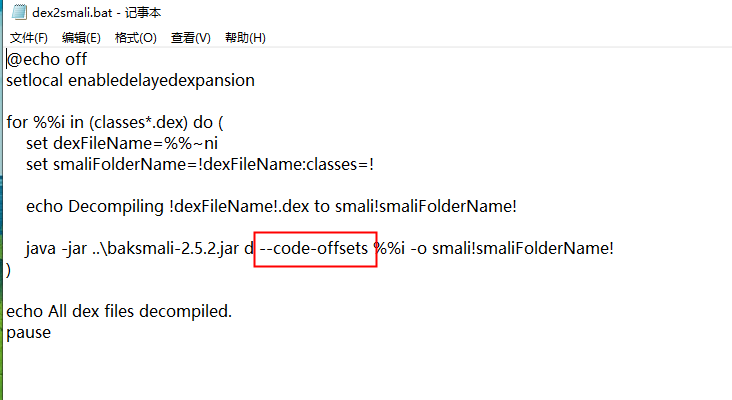 dex2smali.bat - 记事本
文件(F) 编辑(E) 格式(O) 查看(V) 帮助(H)
@echo off
setlocal enabledelayedexpansion
for %%i in (classes*.dex) do (
set dexFileName=%%~ni
set smaliFolderName=!dexFileName:classes=!
echo Decompiling !dexFileName!.dex to smali!smaliFolderName!
java -jar ..\baksmali-2.5.2.jar d --code-offsets %%i -o smali!smaliFolderName!
)
echo All dex files decompiled.
pause